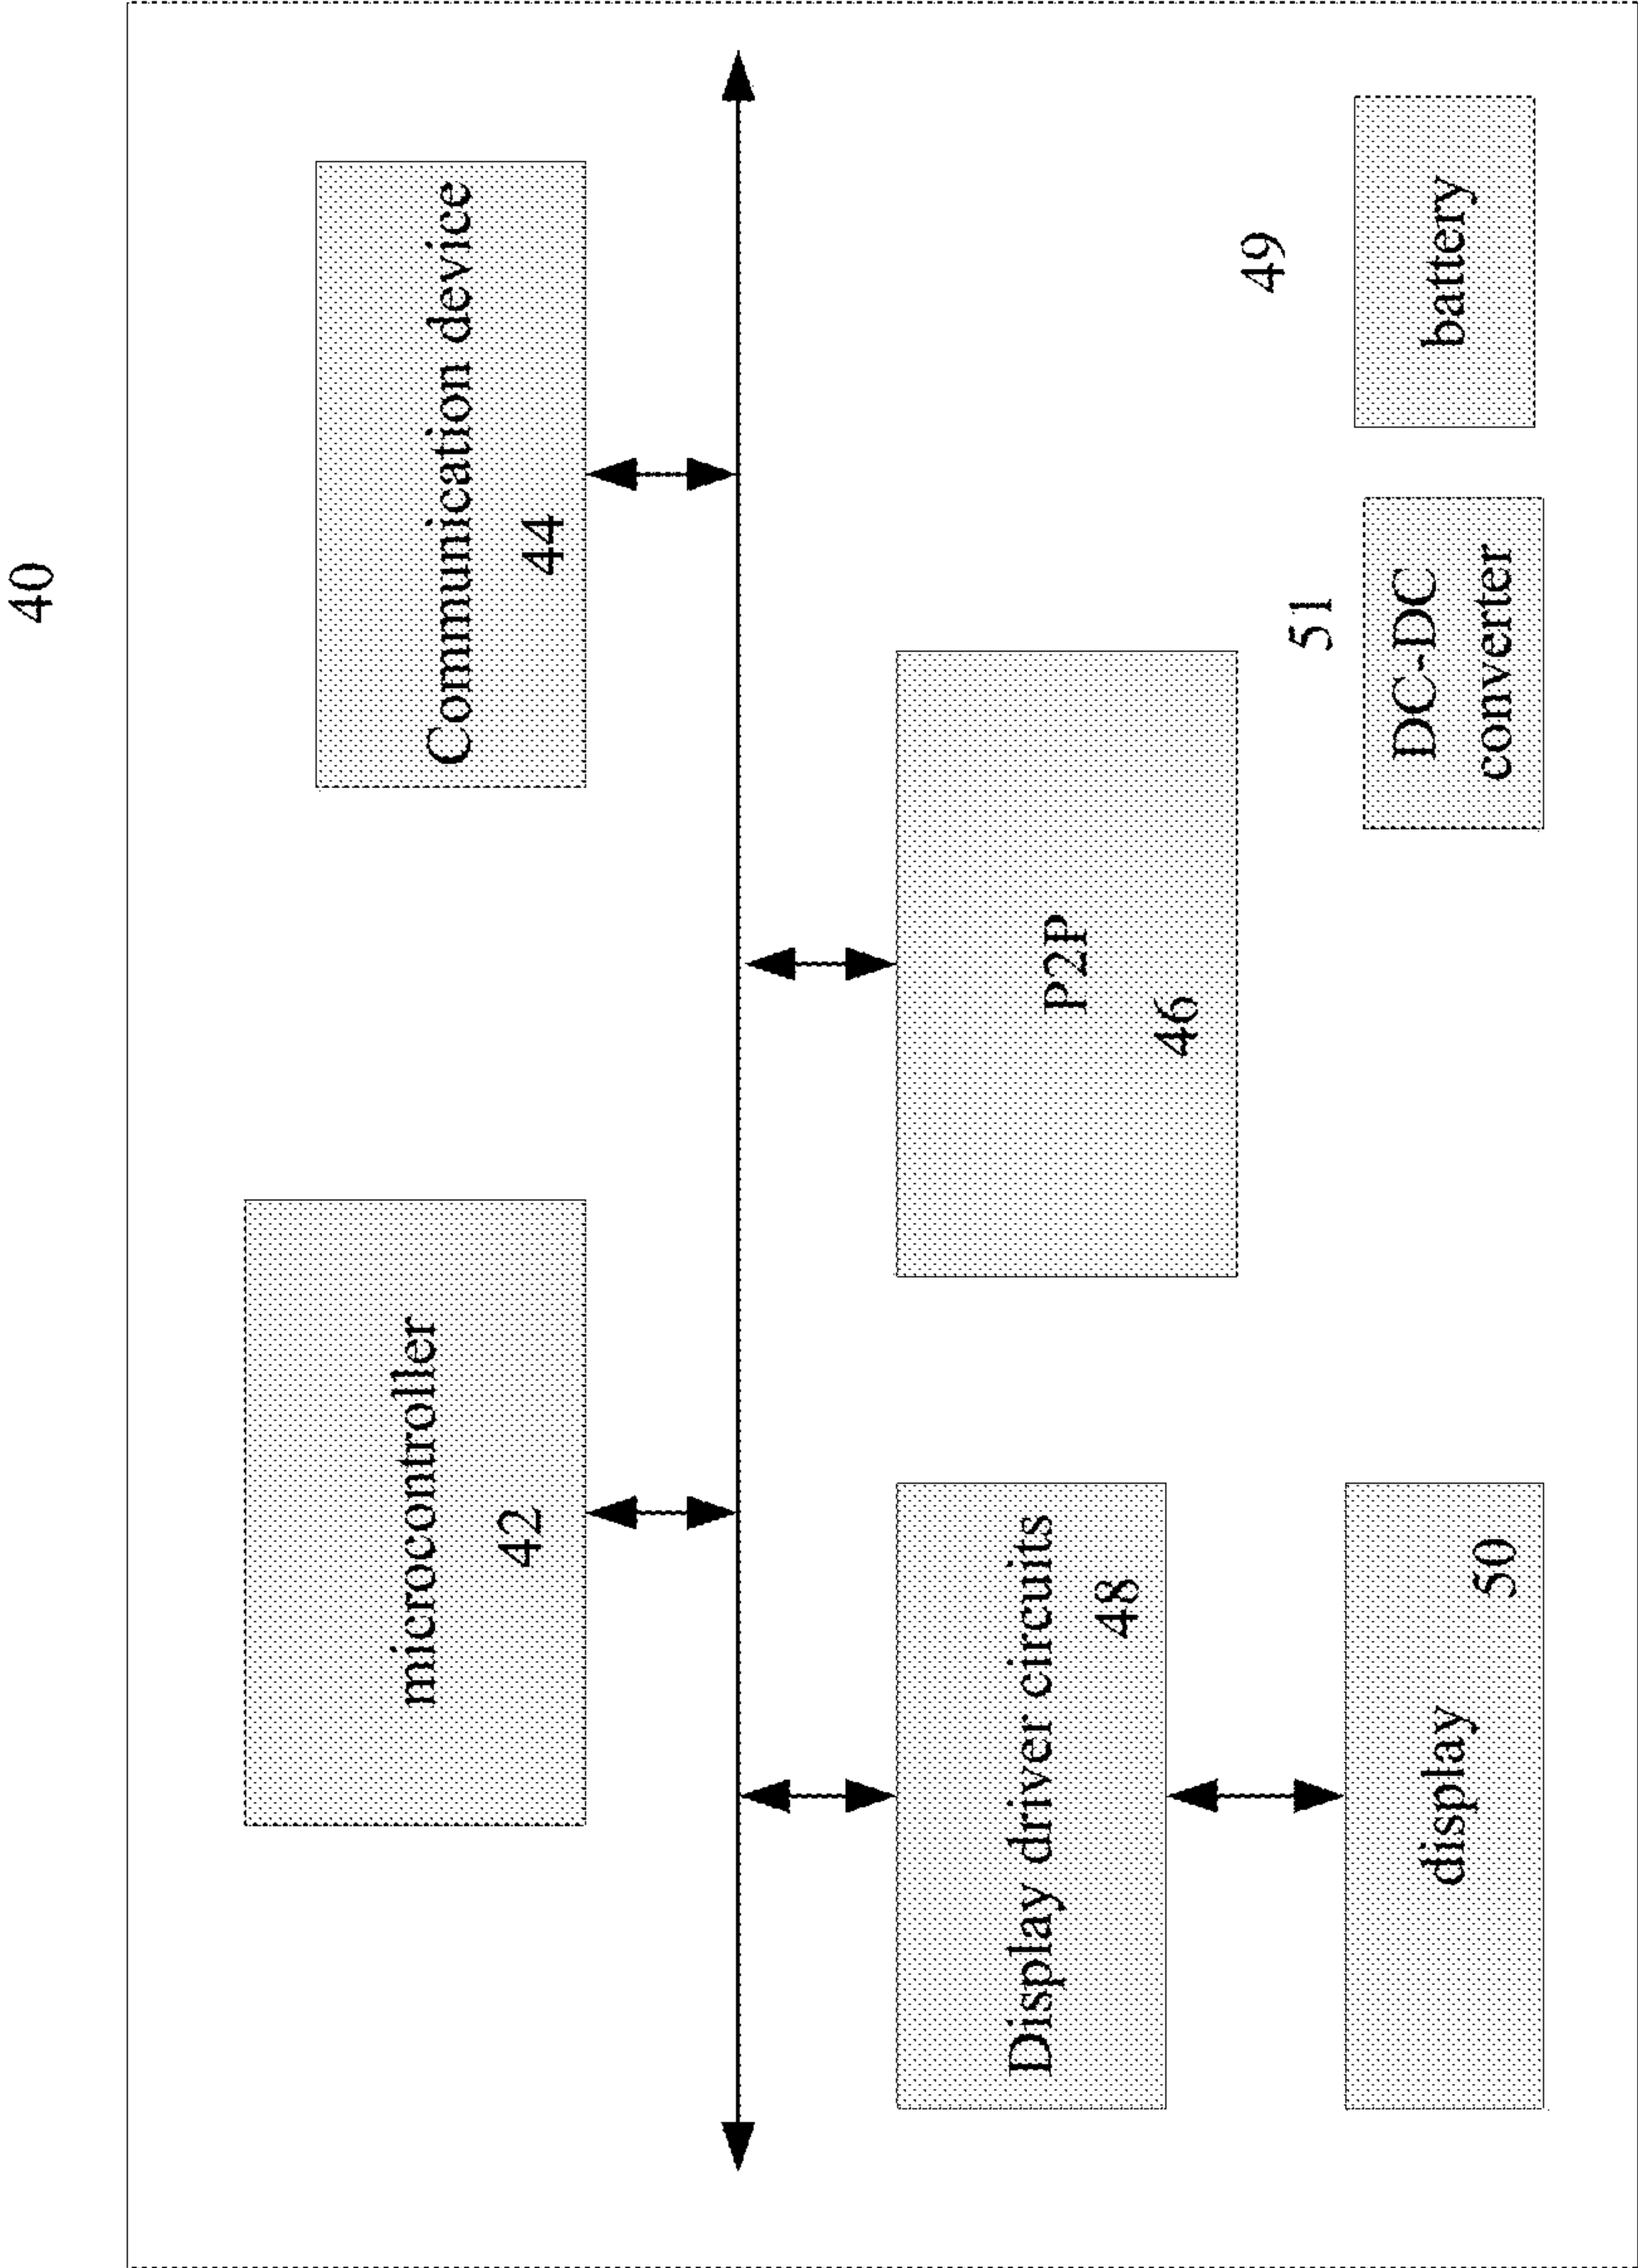 40
microcontroller
42
Communication device
44
P2P
46
Display driver circuits
48
display
50
51
DC-DC
converter
49
battery